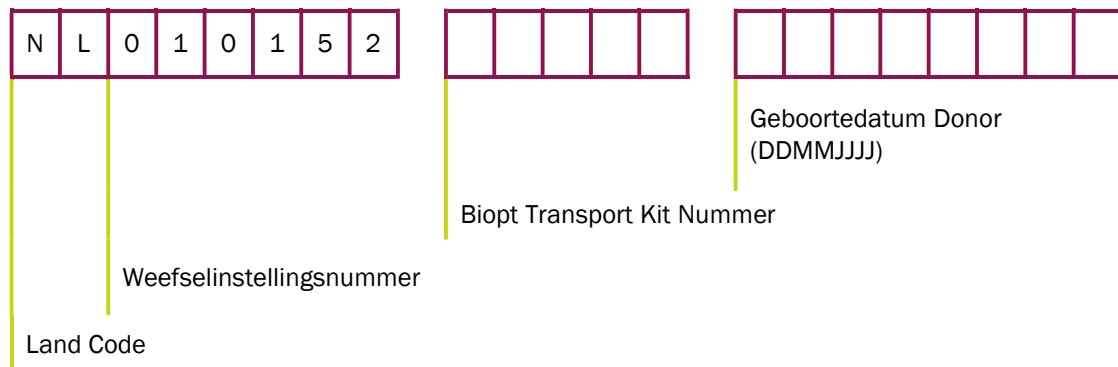 N L 0 1 0 1 5 2
Geboortedatum Donor
(DDMMJJJJ)
Biopt Transport Kit Nummer
Weefselinstellingsnummer
Land Code